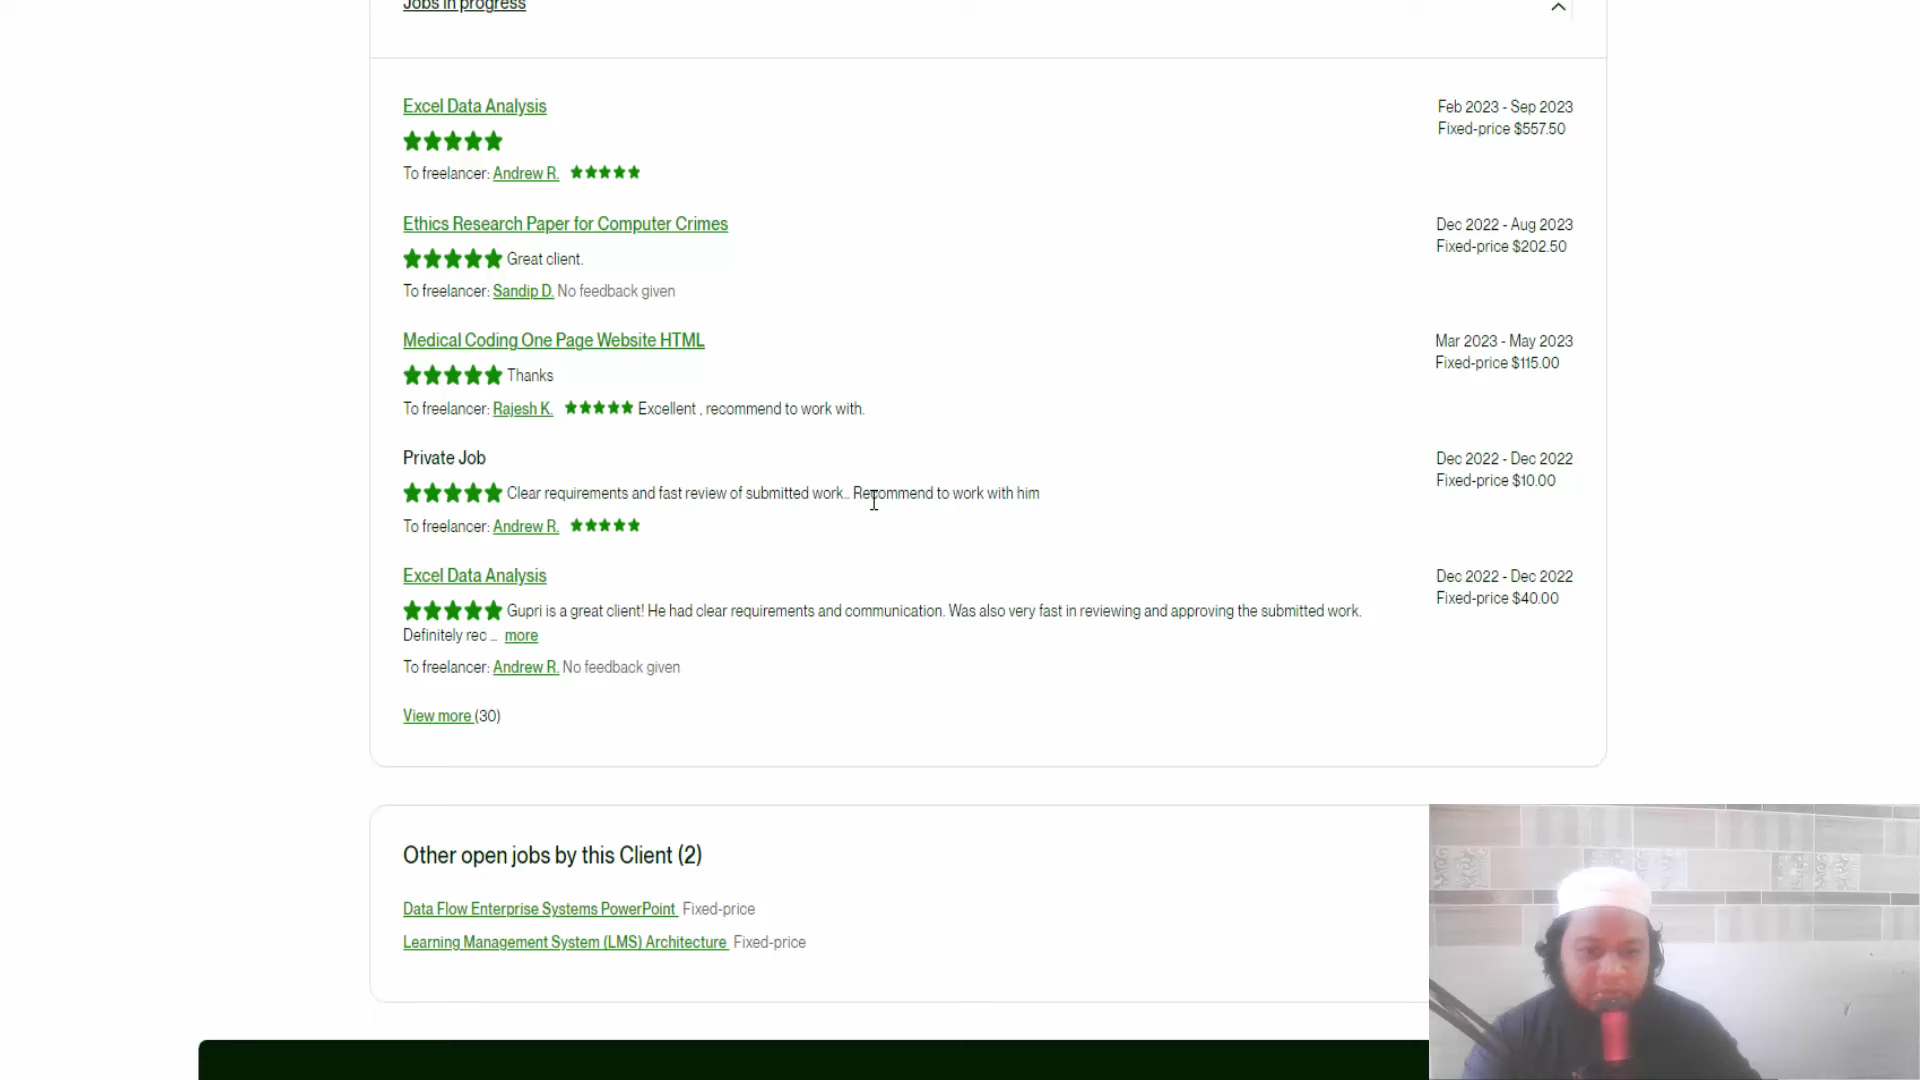 Jobs in progress
Excel Data Analysis
Feb 2023 - Sep 2023
Fixed-price $557.50
To freelancer: Andrew R.
Ethics Research Paper for Computer Crimes
Dec 2022 - Aug 2023
Fixed-price $202.50
Great client.
To freelancer: Sandip D. No feedback given
Medical Coding One Page Website HTML
Mar 2023 - May 2023
Fixed-price $115.00
Thanks
To freelancer: Rajesh K. Excellent , recommend to work with.
Private Job
Dec 2022 - Dec 2022
Fixed-price $10.00
Clear requirements and fast review of submitted work.. Recommend to work with him
To freelancer: Andrew R.
Excel Data Analysis
Dec 2022 - Dec 2022
Fixed-price $40.00
Gupri is a great client! He had clear requirements and communication. Was also very fast in reviewing and approving the submitted work.
Definitely rec ... more
To freelancer: Andrew R. No feedback given
View more (30)
Other open jobs by this Client (2)
Data Flow Enterprise Systems PowerPoint Fixed-price
Learning Management System (LMS) Architecture Fixed-price